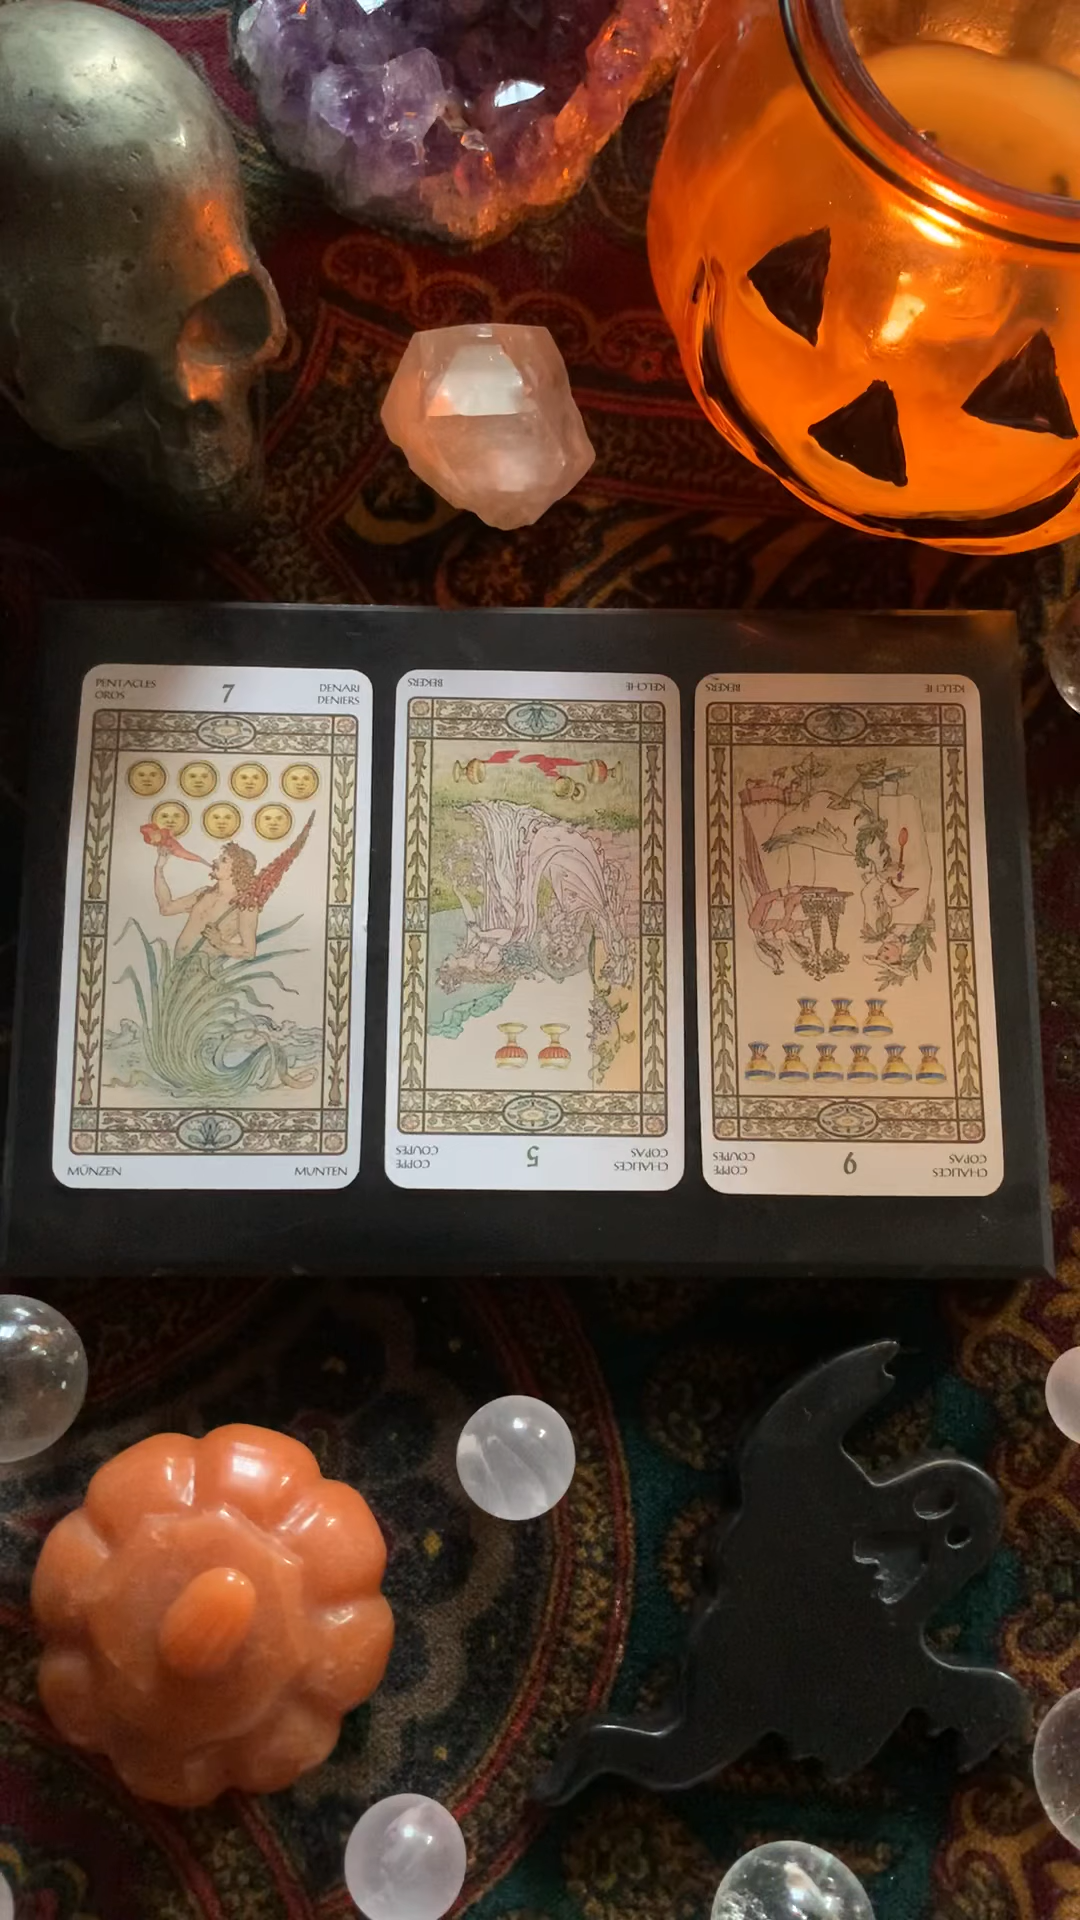 PENTACLES
OROS
7
DENARI
DENIERS
MÜNZEN
MUNTEN
CHALICES
COPAS
5
COPPE
COUPES
KELCHE
BEKERS
CHALICES
COPAS
9
COPPE
COUPES
KELCHE
BEKERS